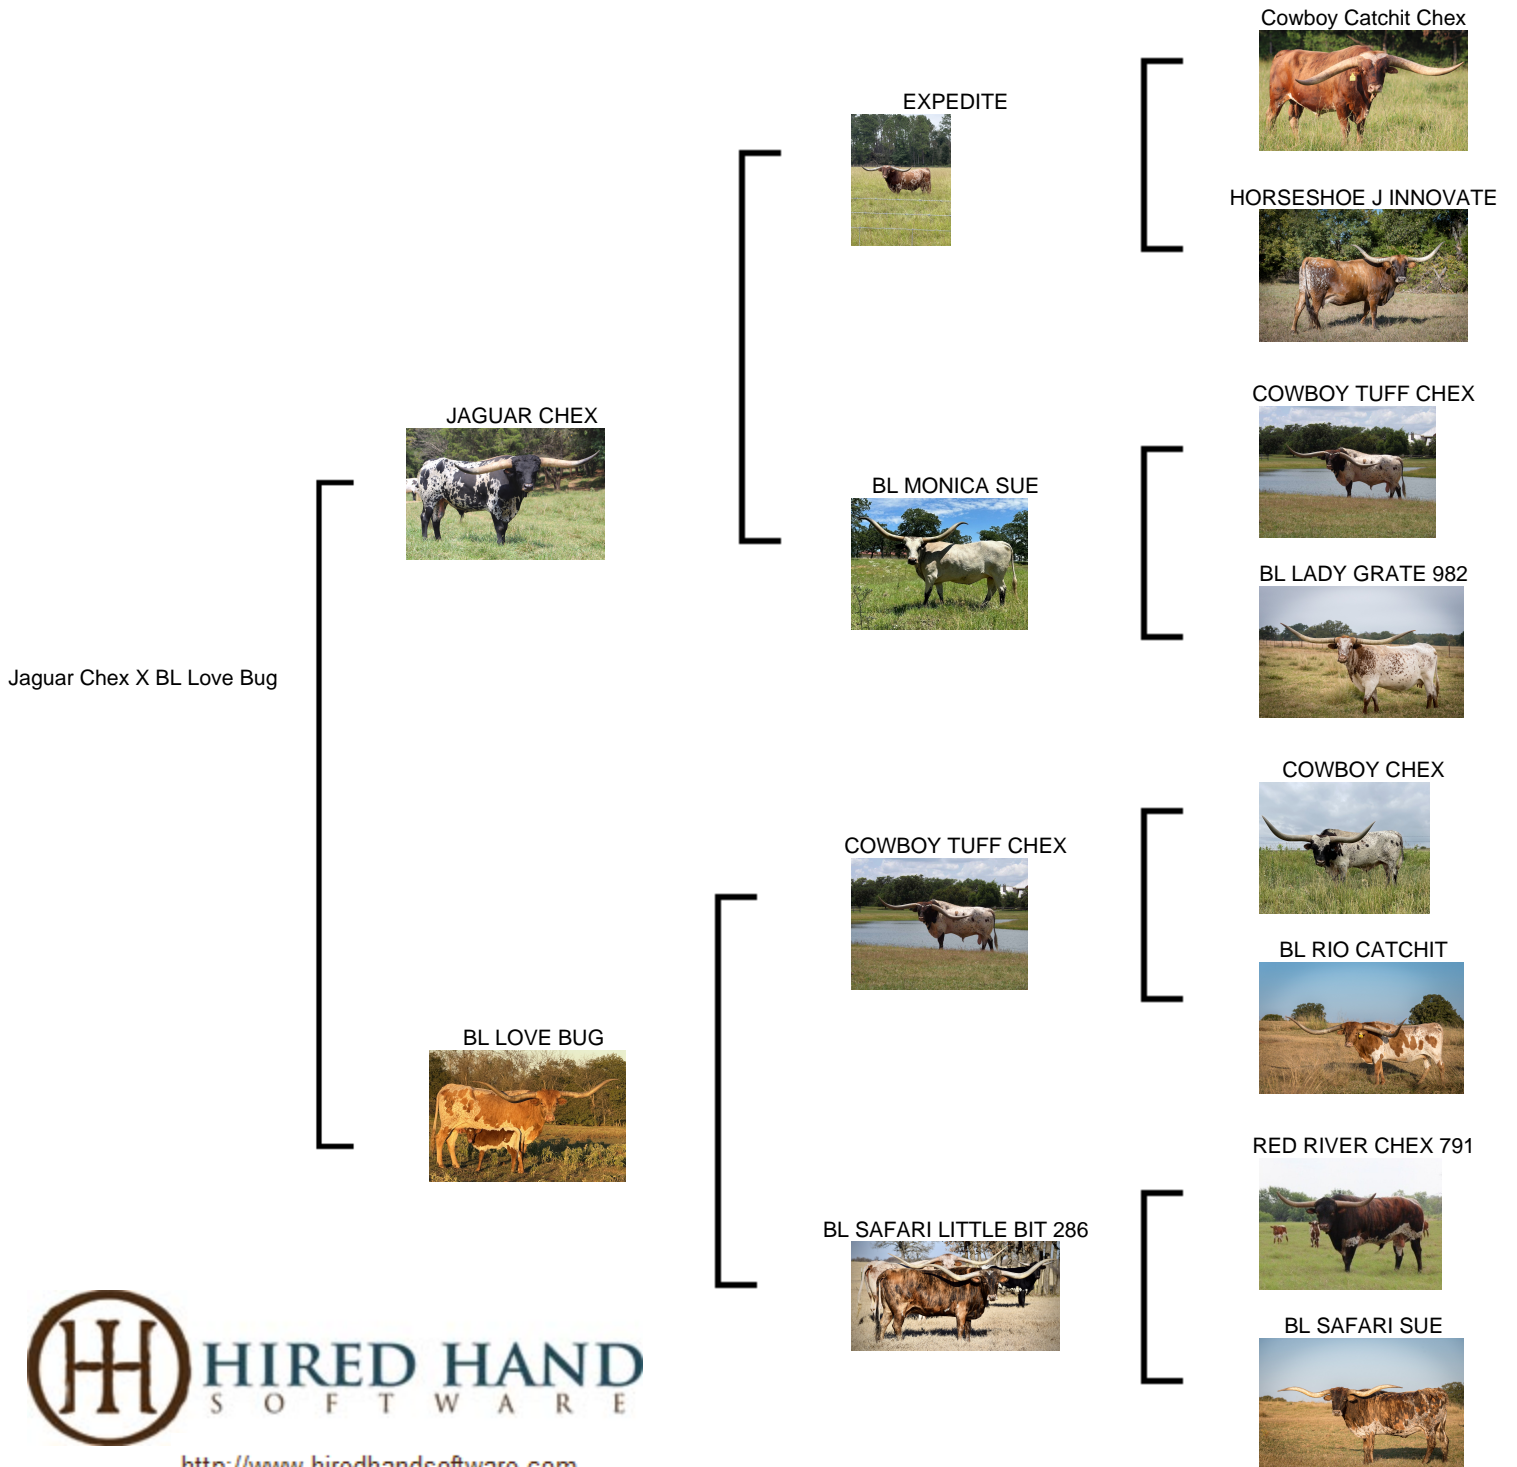 Cowboy Catchit Chex
EXPEDITE
HORSESHOE J INNOVATE
JAGUAR CHEX
COWBOY TUFF CHEX
BL MONICA SUE
BL LADY GRATE 982
Jaguar Chex X BL Love Bug
COWBOY CHEX
COWBOY TUFF CHEX
BL RIO CATCHIT
BL LOVE BUG
RED RIVER CHEX 791
BL SAFARI LITTLE BIT 286
BL SAFARI SUE
HIRED HAND
SOFTWARE
http://www.hiredhandsoftware.com